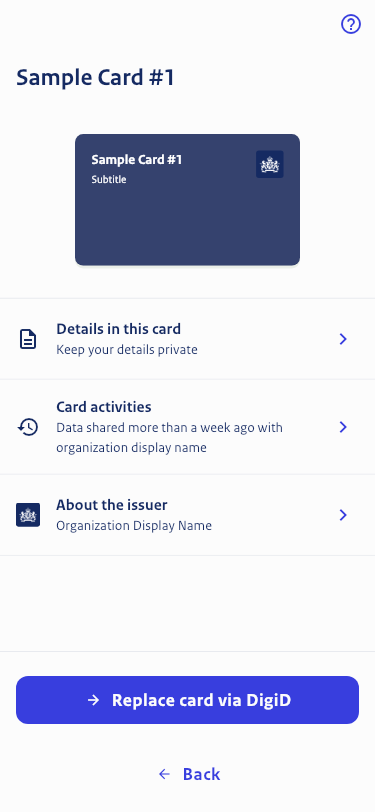 Sample Card #1
Sample Card #1
Subtitle
Details in this card
Keep your details private
Card activities
Data shared more than a week ago with
organization display name
About the issuer
Organization Display Name
Replace card via DigiD
Back